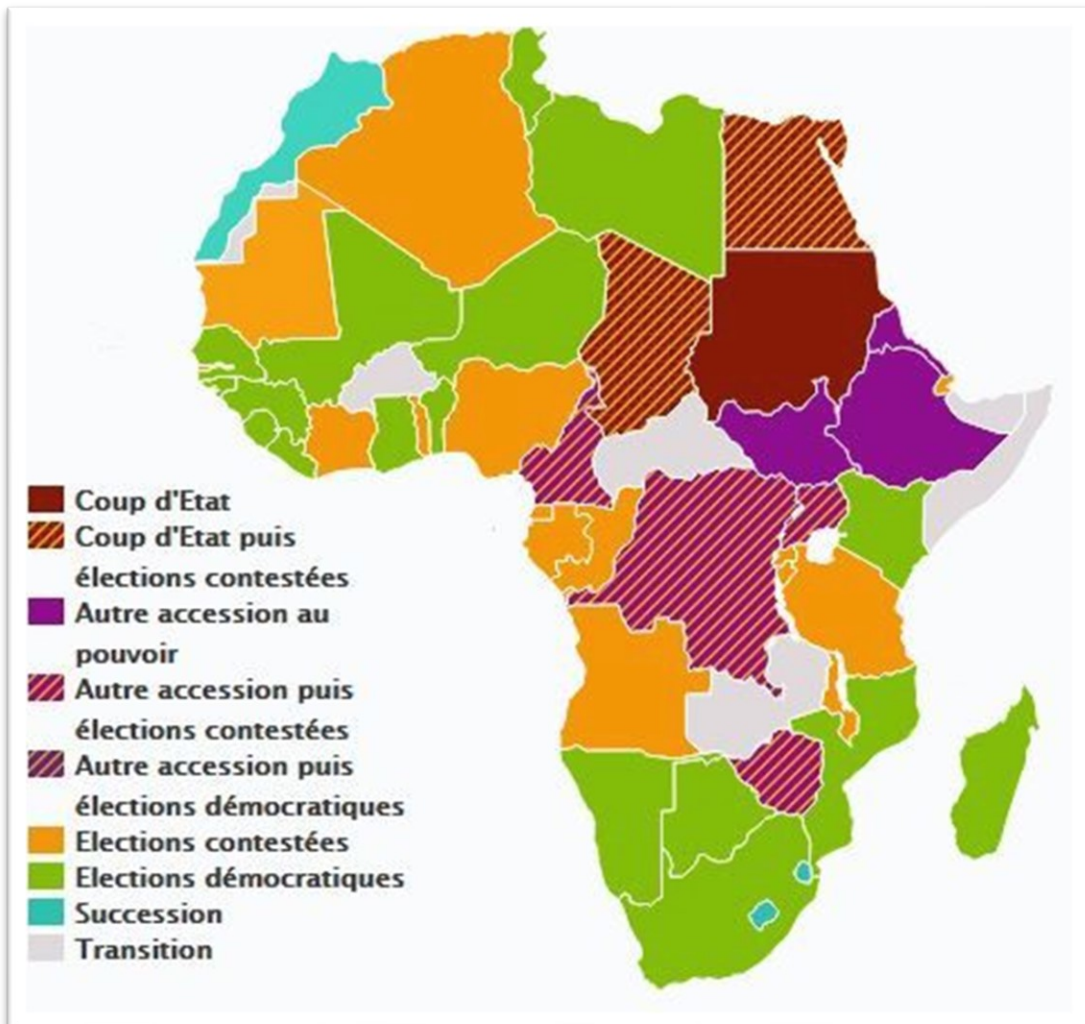 Coup d'Etat
Coup d'Etat puis
élections contestées
Autre accession au
pouvoir
Autre accession puis
élections contestées
Autre accession puis
élections démocratiques
Elections contestées
Elections démocratiques
Succession
Transition